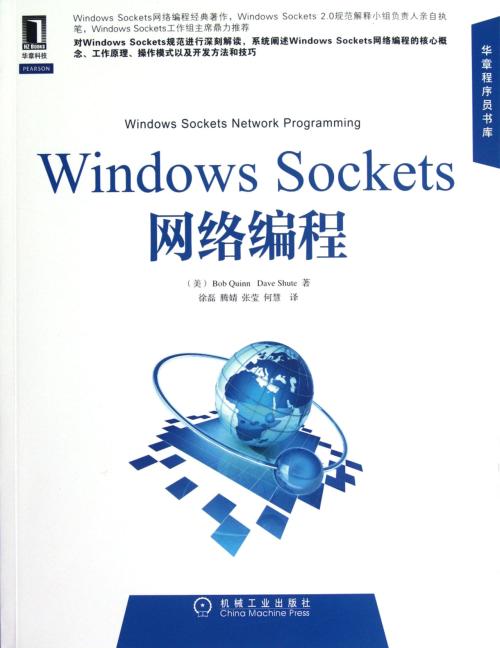 HZ Books
华章科技
PEARSON
Windows Sockets网络编程经典著作，Windows Sockets 2.0规范解释小组负责人亲自执
笔，Windows Sockets工作组主席鼎力推荐
对Windows Sockets规范进行深刻解读，系统阐述Windows Sockets网络编程的核心概
念、工作原理、操作模式以及开发方法和技巧
华章程序员书库
Windows Sockets Network Programming
Windows Sockets
网络编程
（美）Bob Quinn Dave Shute 著
徐磊 腾婧 张莹 何慧 译
机械工业出版社
China Machine Press